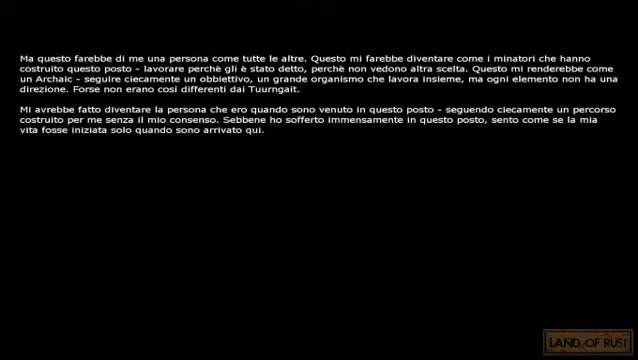 Ma questo farebbe di me una persona come tutte le altre. Questo mi farebbe diventare come i minatori che hanno
costruito questo posto - lavorare perchè gli è stato detto, perchè non vedono altra scelta. Questo mi renderebbe come
un Archaic - seguire ciecamente un obbiettivo, un grande organismo che lavora insieme, ma ogni elemento non ha una
direzione. Forse non erano così differenti dai Tuurngait.
Mi avrebbe fatto diventare la persona che ero quando sono venuto in questo posto - seguendo ciecamente un percorso
costruito per me senza il mio consenso. Sebbene ho sofferto immensamente in questo posto, sento come se la mia
vita fosse iniziata solo quando sono arrivato qui.
LAND OF RUST